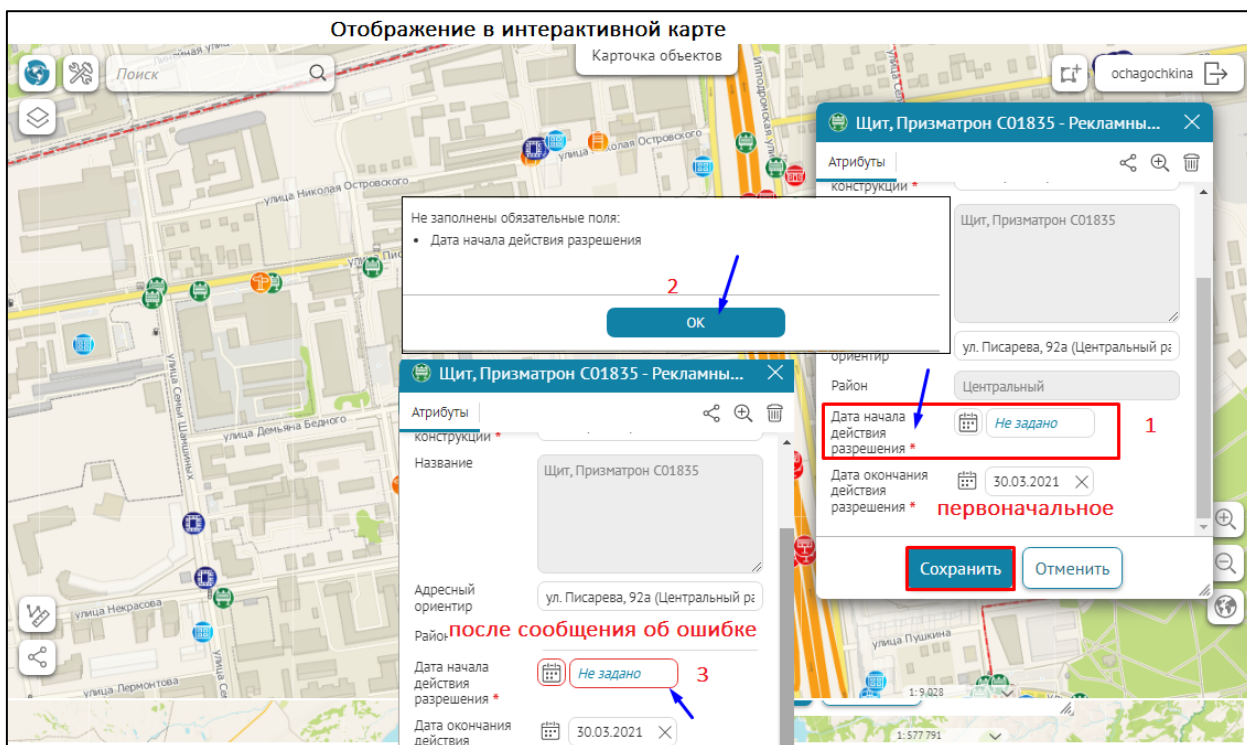 Отображение в интерактивной карте
Карточка объектов
Поиск
ochagochkina
Щит, Призматрон С01835 - Рекламны...
Атрибуты
конструкции *
Щит, Призматрон С01835
ориентир
ул. Писарева, 92а (Центральный ра
Район
Центральный
Дата начала
действия
разрешения *
Не задано
1
Дата окончания
действия
разрешения *
30.03.2021
первоначальное
Сохранить
Отменить
Не заполнены обязательные поля:
• Дата начала действия разрешения
2
ОК
Щит, Призматрон С01835 - Рекламны...
Атрибуты
конструкции *
Название
Щит, Призматрон С01835
Адресный
ориентир
ул. Писарева, 92а (Центральный ра
Район
после сообщения об ошибке
Дата начала
действия
разрешения *
Не задано
3
Дата окончания
действия
30.03.2021
улица Николая Островского
Ипподромская
улица Семьи Шамшиных
улица Демьяна Бедного
улица Некрасова
улица Лермонтова
улица Пушкина
1:9 028
1:577 791